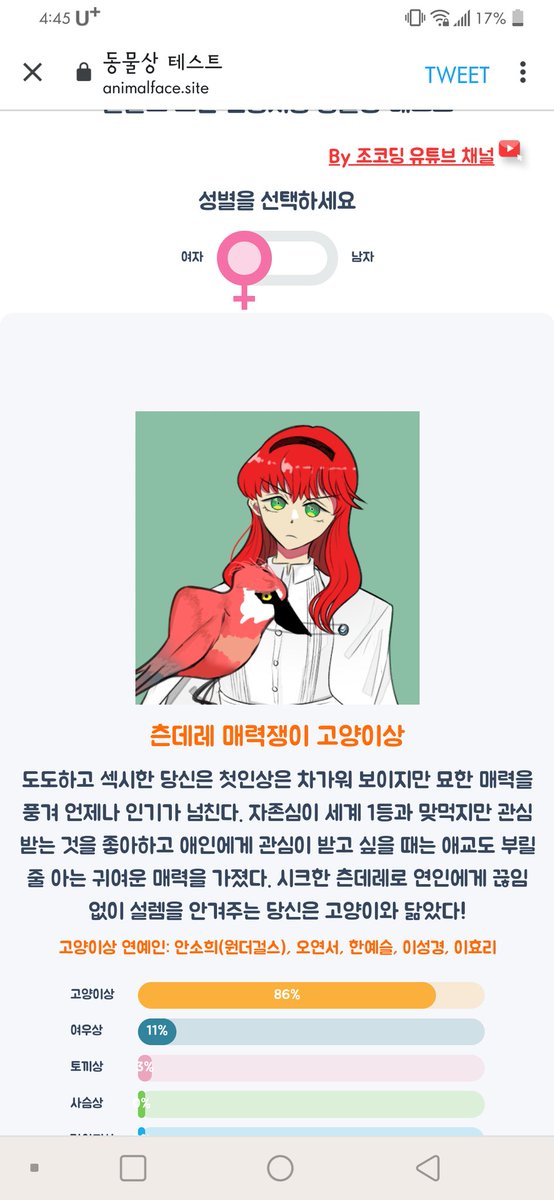 4:45 U+ 17%
동물상 테스트
animalface.site
TWEET
By 조코딩 유튜브 채널
성별을 선택하세요
여자 남자
츤데레 매력쟁이 고양이상
도도하고 섹시한 당신은 첫인상은 차가워 보이지만 묘한 매력을
풍겨 언제나 인기가 넘친다. 자존심이 세계 1등과 맞먹지만 관심
받는 것을 좋아하고 애인에게 관심이 받고 싶을 때는 애교도 부릴
줄 아는 귀여운 매력을 가졌다. 시크한 츤데레로 연인에게 끊임
없이 설렘을 안겨주는 당신은 고양이와 닮았다!
고양이상 연예인: 안소희(원더걸스), 오연서, 한예슬, 이성경, 이효리
고양이상 86%
여우상 11%
토끼상 3%
사슴상